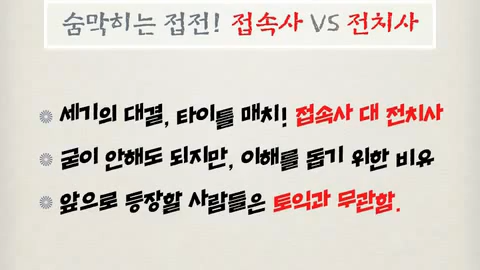 숨막히는 접전! 접속사 VS 전치사
세기의 대결, 타이틀 매치! 접속사 대 전치사
굳이 안해도 되지만, 이해를 돕기 위한 비유
앞으로 등장할 사람들은 토익과 무관함.